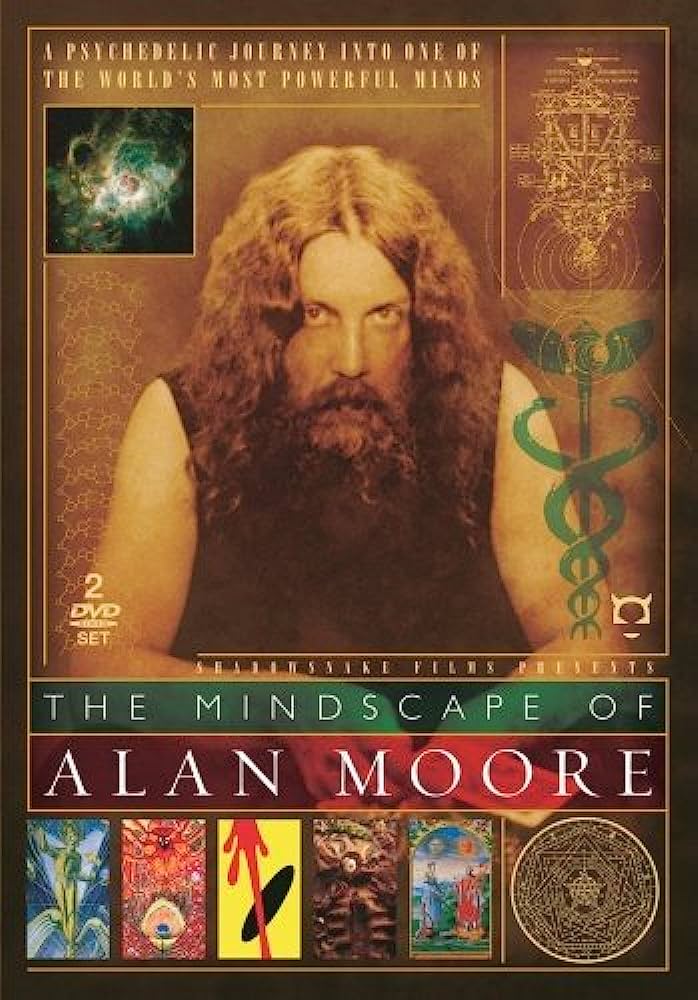 A PSYCHEDELIC JOURNEY INTO ONE OF
THE WORLD'S MOST POWERFUL MINDS
2
DVD
SET
SHADOWSNAKE FILMS PRESENTS
THE MINDSCAPE OF
ALAN MOORE